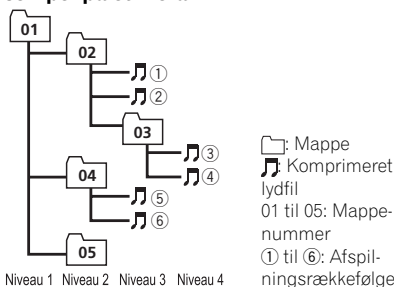 01
02
①
②
03
③
④
04
⑤
⑥
05
Niveau 1 Niveau 2 Niveau 3 Niveau 4
: Mappe
: Komprimeret
lydfil
01 til 05: Mappe-
nummer
① til ⑥: Afspil-
ningsrækkefølge